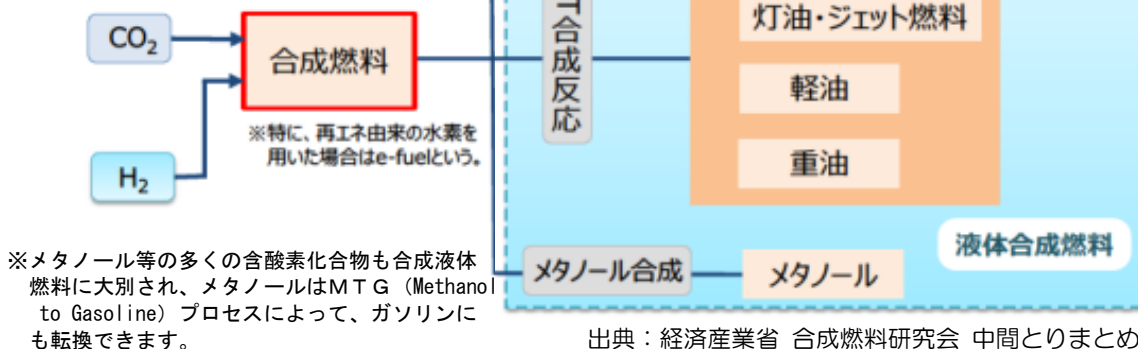 灯油・ジェット燃料
CO2
合成燃料
T合成反応
軽油
※特に、再エネ由来の水素を
用いた場合はe-fuelという。
重油
H2
液体合成燃料
※メタノール等の多くの含酸素化合物も合成液体
燃料に大別され、メタノールはＭＴＧ（Methanol
to Gasoline）プロセスによって、ガソリンに
も転換できます。
メタノール合成
メタノール
出典：経済産業省 合成燃料研究会 中間とりまとめ